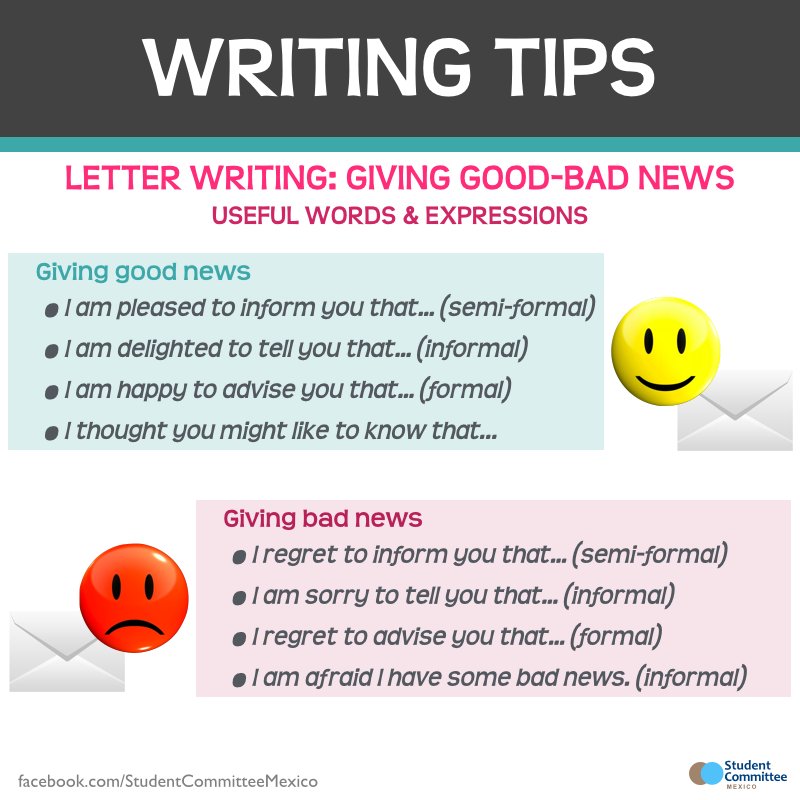 WRITING TIPS
LETTER WRITING: GIVING GOOD-BAD NEWS
USEFUL WORDS & EXPRESSIONS
Giving good news
● I am pleased to inform you that... (semi-formal)
● I am delighted to tell you that... (informal)
● I am happy to advise you that... (formal)
● I thought you might like to know that...
Giving bad news
● I regret to inform you that... (semi-formal)
● I am sorry to tell you that... (informal)
● I regret to advise you that... (formal)
● I am afraid I have some bad news. (informal)
facebook.com/StudentCommitteeMexico
Student
Committee
MEXICO